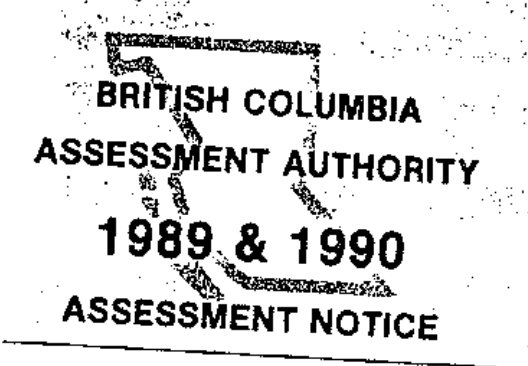 BRITISH COLUMBIA
ASSESSMENT AUTHORITY
1989 & 1990
ASSESSMENT NOTICE